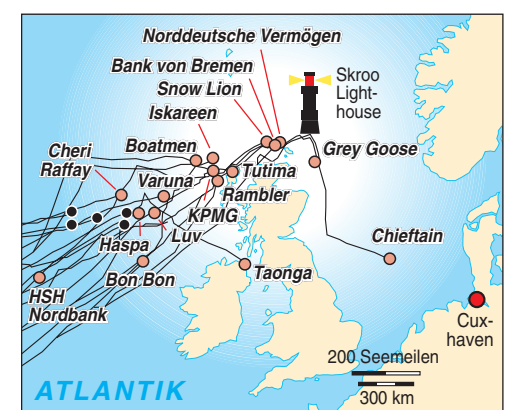 Norddeutsche Vermögen
Bank von Bremen
Snow Lion
Iskareen
Skroo
Light-
house
Boatmen
Cheri
Raffay
Grey Goose
Varuna
Tutima
Rambler
KPMG
Luv
Haspa
Chieftain
Bon Bon
Taonga
HSH
Nordbank
Cux-
haven
200 Seemeilen
300 km
ATLANTIK